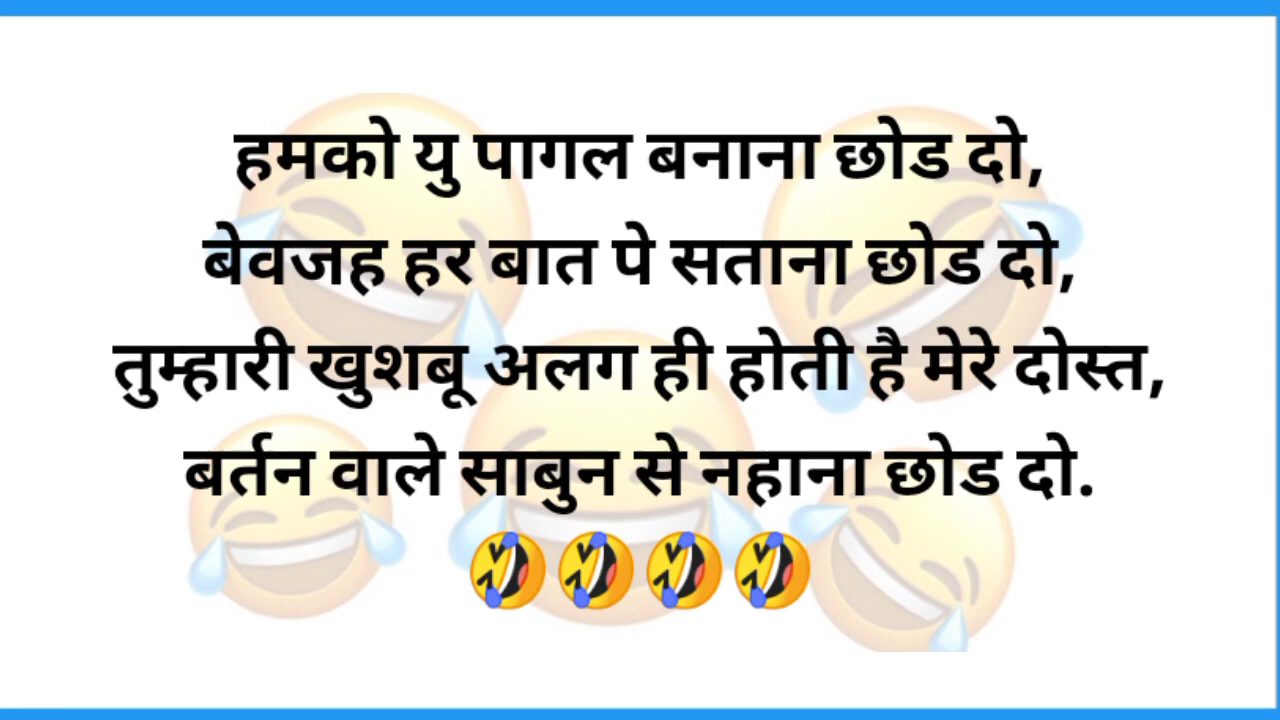 हमको यु पागल बनाना छोड दो,
बेवजह हर बात पे सताना छोड दो,
तुम्हारी खुशबू अलग ही होती है मेरे दोस्त,
बर्तन वाले साबुन से नहाना छोड दो.
🤣🤣🤣🤣